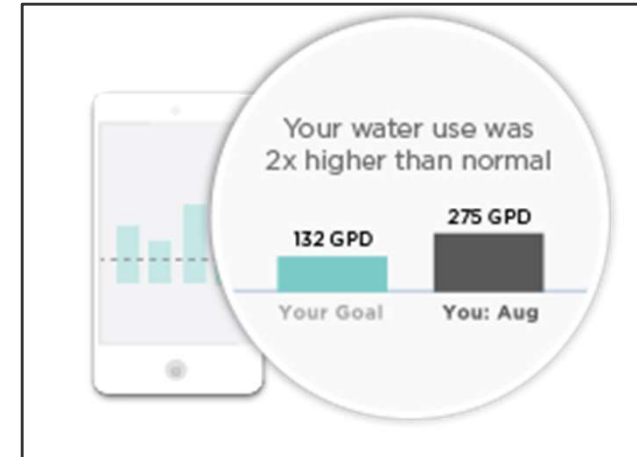 Your water use was
2x higher than normal
132 GPD
275 GPD
Your Goal
You: Aug